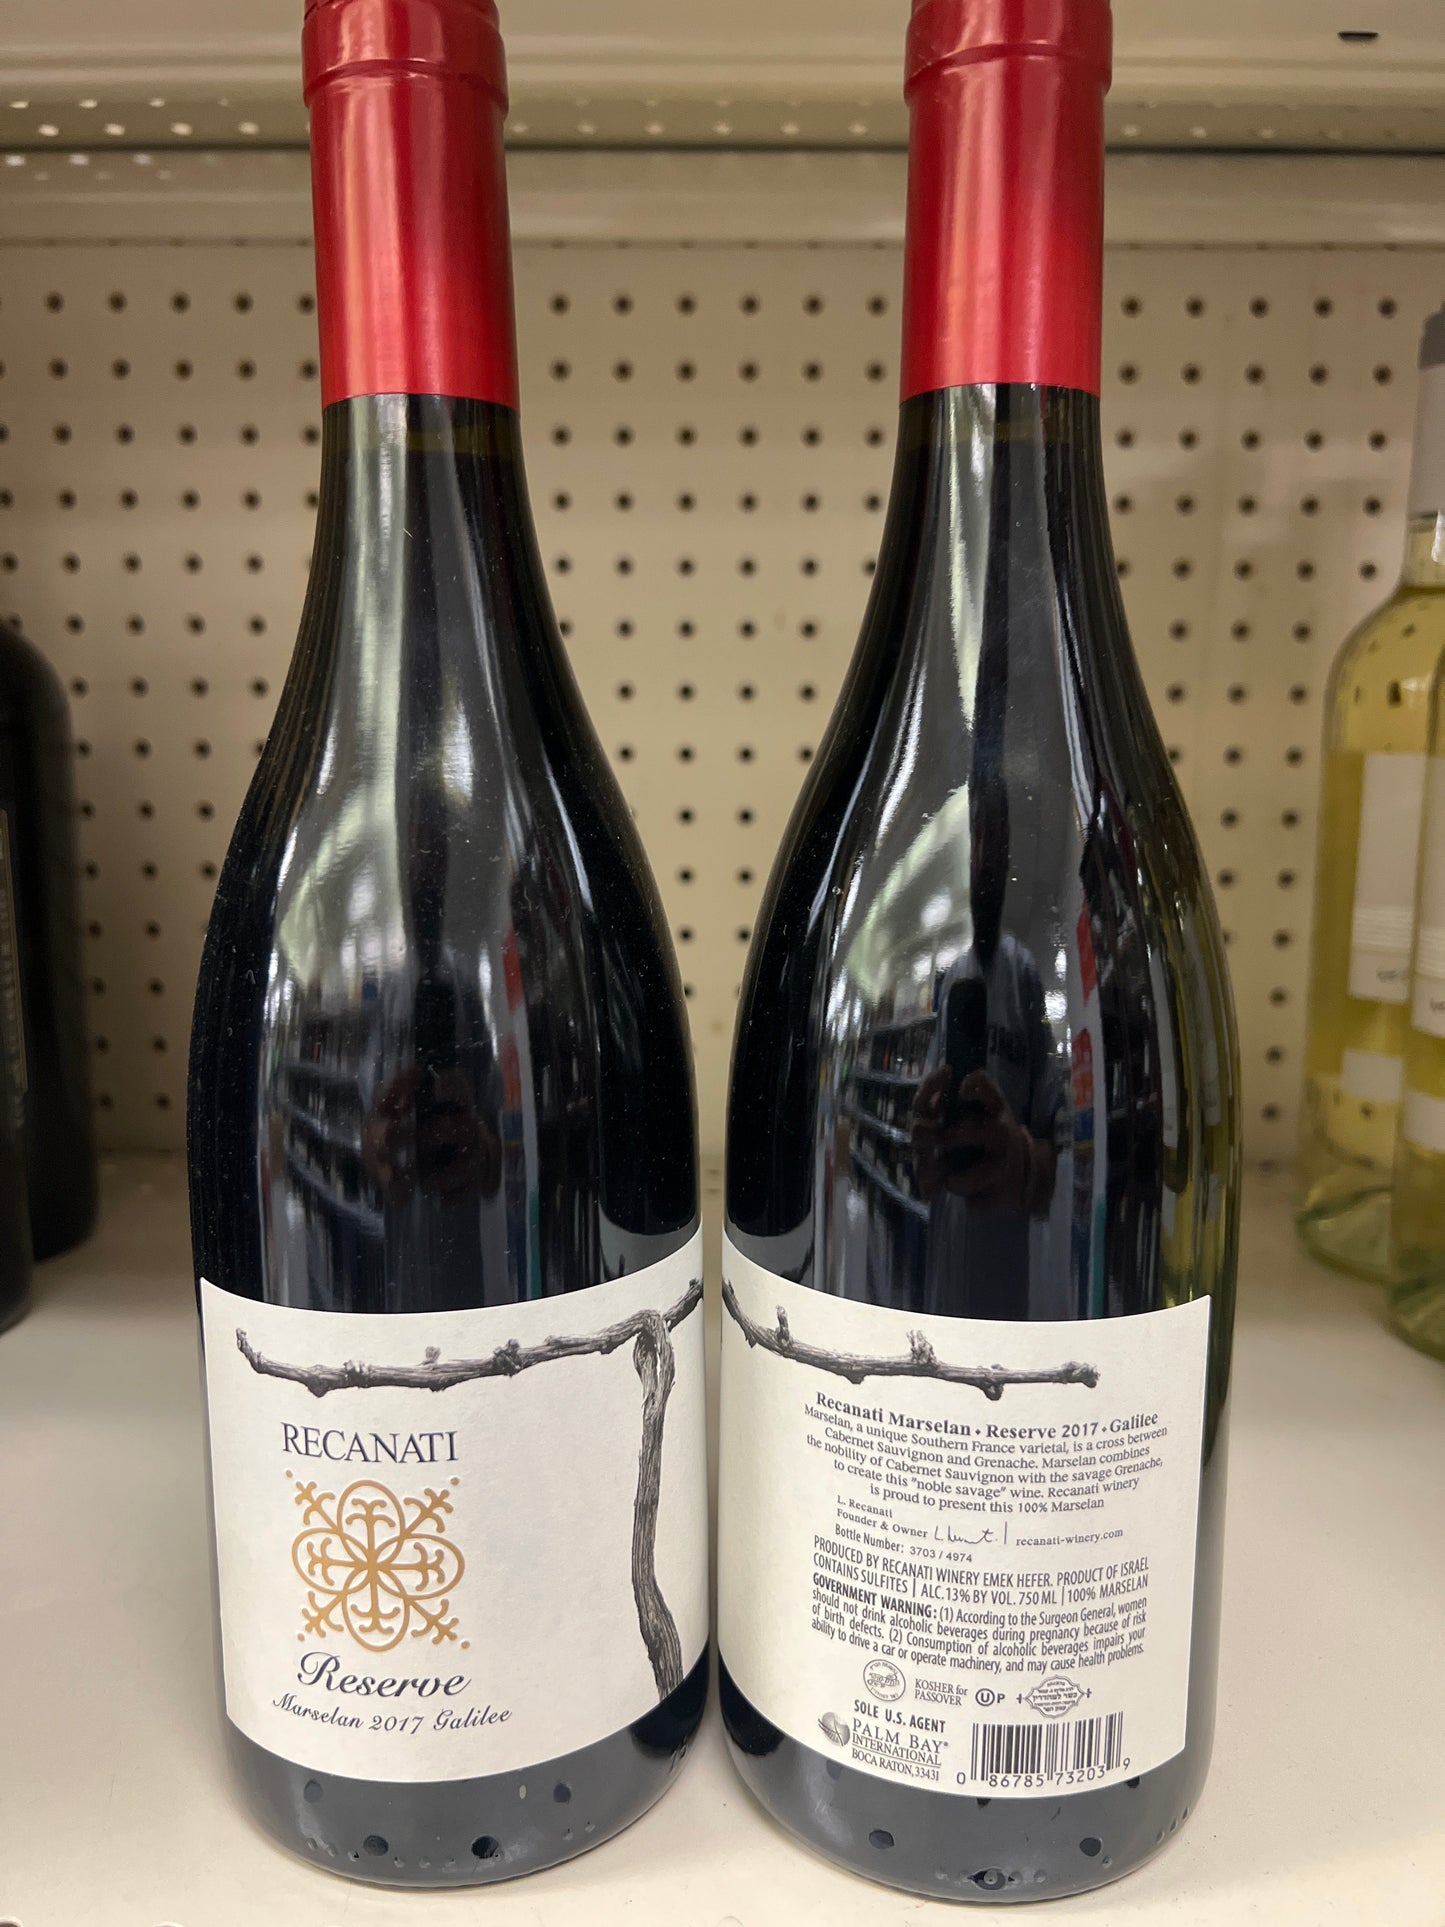 RECANATI
Reserve
Marselan 2017 Galilee
Recanati Marselan • Reserve 2017 • Galilee
Marselan, a unique Southern France varietal, is a cross between
Cabernet Sauvignon and Grenache. Marselan combines
the nobility of Cabernet Sauvignon with the savage Grenache,
to create this "noble savage" wine. Recanati winery
is proud to present this 100% Marselan
L. Recanati
Founder & Owner | recanati-winery.com
Bottle Number: 3703 / 4974
PRODUCED BY RECANATI WINERY EMEK HEFER. PRODUCT OF ISRAEL
CONTAINS SULFITES | ALC. 13% BY VOL. 750 ML | 100% MARSELAN
GOVERNMENT WARNING: (1) According to the Surgeon General, women
should not drink alcoholic beverages during pregnancy because of risk
of birth defects. (2) Consumption of alcoholic beverages impairs your
ability to drive a car or operate machinery, and may cause health problems.
KOSHER for
PASSOVER
U P
כשר למהדרין
SOLE U.S. AGENT
PALM BAY®
INTERNATIONAL
BOCA RATON, 33431
0 86785 73203 9